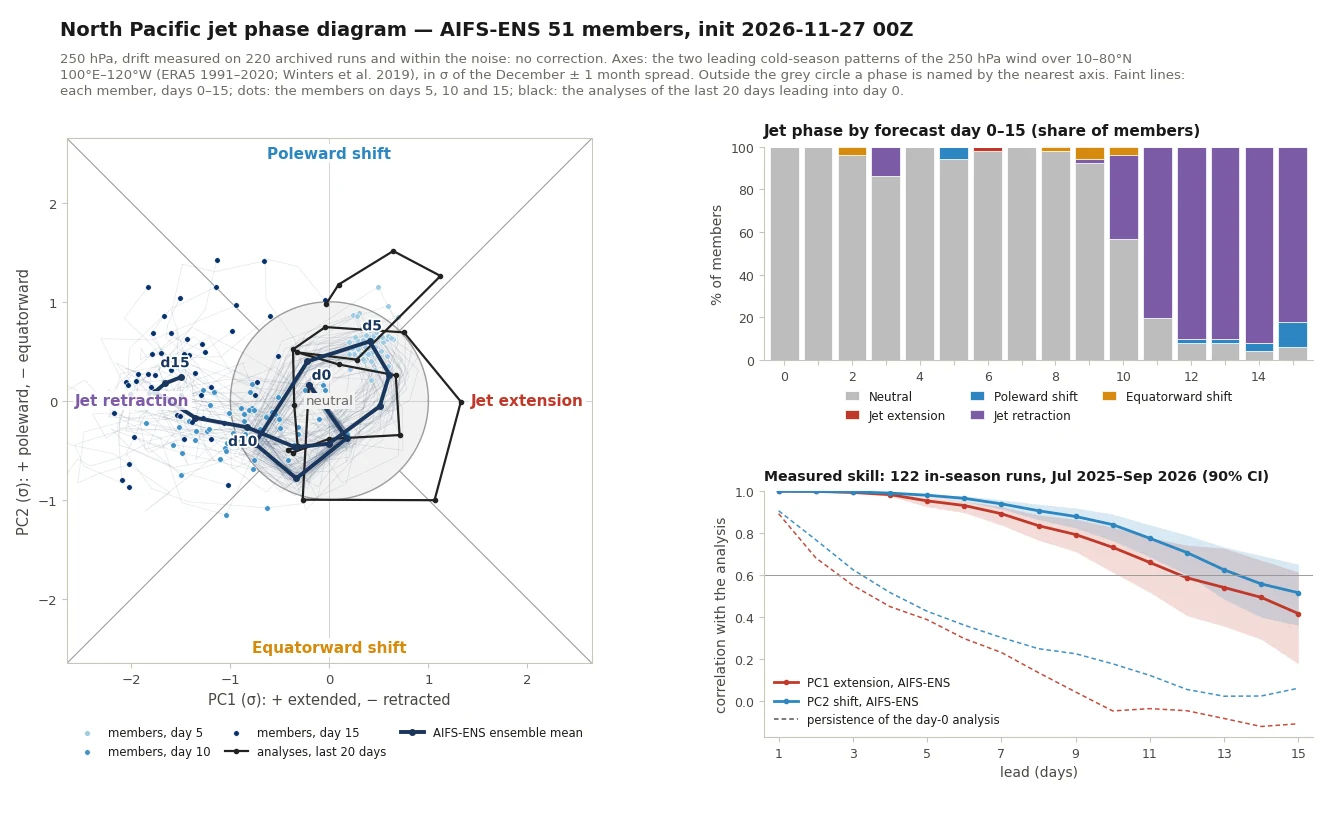 North Pacific jet phase diagram — AIFS-ENS 51 members, init 2026-11-27 00Z
250 hPa, drift measured on 220 archived runs and within the noise: no correction. Axes: the two leading cold-season patterns of the 250 hPa wind over 10–80°N
100°E–120°W (ERA5 1991–2020; Winters et al. 2019), in σ of the December ± 1 month spread. Outside the grey circle a phase is named by the nearest axis. Faint lines:
each member, days 0–15; dots: the members on days 5, 10 and 15; black: the analyses of the last 20 days leading into day 0.
Poleward shift
2
1
0
−1
−2
PC2 (σ): + poleward, − equatorward
d5
d15
d0
Jet retraction
neutral
Jet extension
d10
Equatorward shift
−2
−1
0
1
2
PC1 (σ): + extended, − retracted
members, day 5
members, day 10
members, day 15
analyses, last 20 days
AIFS-ENS ensemble mean
Jet phase by forecast day 0–15 (share of members)
100
80
60
40
20
0
% of members
0
2
4
6
8
10
12
14
Neutral
Jet extension
Poleward shift
Jet retraction
Equatorward shift
Measured skill: 122 in-season runs, Jul 2025–Sep 2026 (90% CI)
1.0
0.8
0.6
0.4
0.2
0.0
correlation with the analysis
PC1 extension, AIFS-ENS
PC2 shift, AIFS-ENS
persistence of the day-0 analysis
1
3
5
7
9
11
13
15
lead (days)